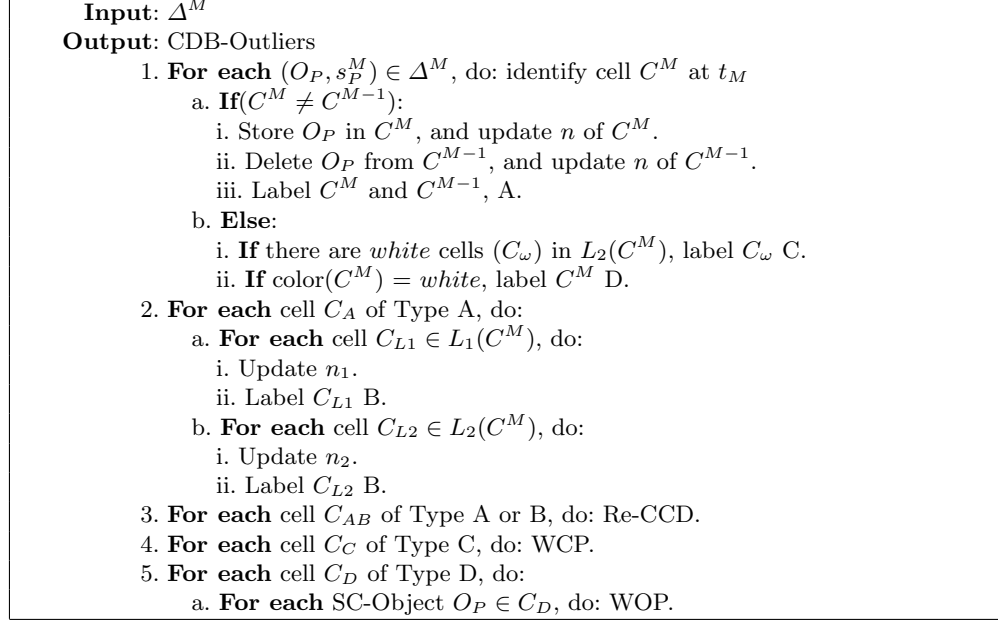 Input: Δ^M
Output: CDB-Outliers
1. For each (O_P, s_P^M) ∈ Δ^M, do: identify cell C^M at t_M
a. If(C^M ≠ C^{M−1}):
i. Store O_P in C^M, and update n of C^M.
ii. Delete O_P from C^{M−1}, and update n of C^{M−1}.
iii. Label C^M and C^{M−1}, A.
b. Else:
i. If there are white cells (C_ω) in L_2(C^M), label C_ω C.
ii. If color(C^M) = white, label C^M D.
2. For each cell C_A of Type A, do:
a. For each cell C_{L1} ∈ L_1(C^M), do:
i. Update n_1.
ii. Label C_{L1} B.
b. For each cell C_{L2} ∈ L_2(C^M), do:
i. Update n_2.
ii. Label C_{L2} B.
3. For each cell C_{AB} of Type A or B, do: Re-CCD.
4. For each cell C_C of Type C, do: WCP.
5. For each cell C_D of Type D, do:
a. For each SC-Object O_P ∈ C_D, do: WOP.